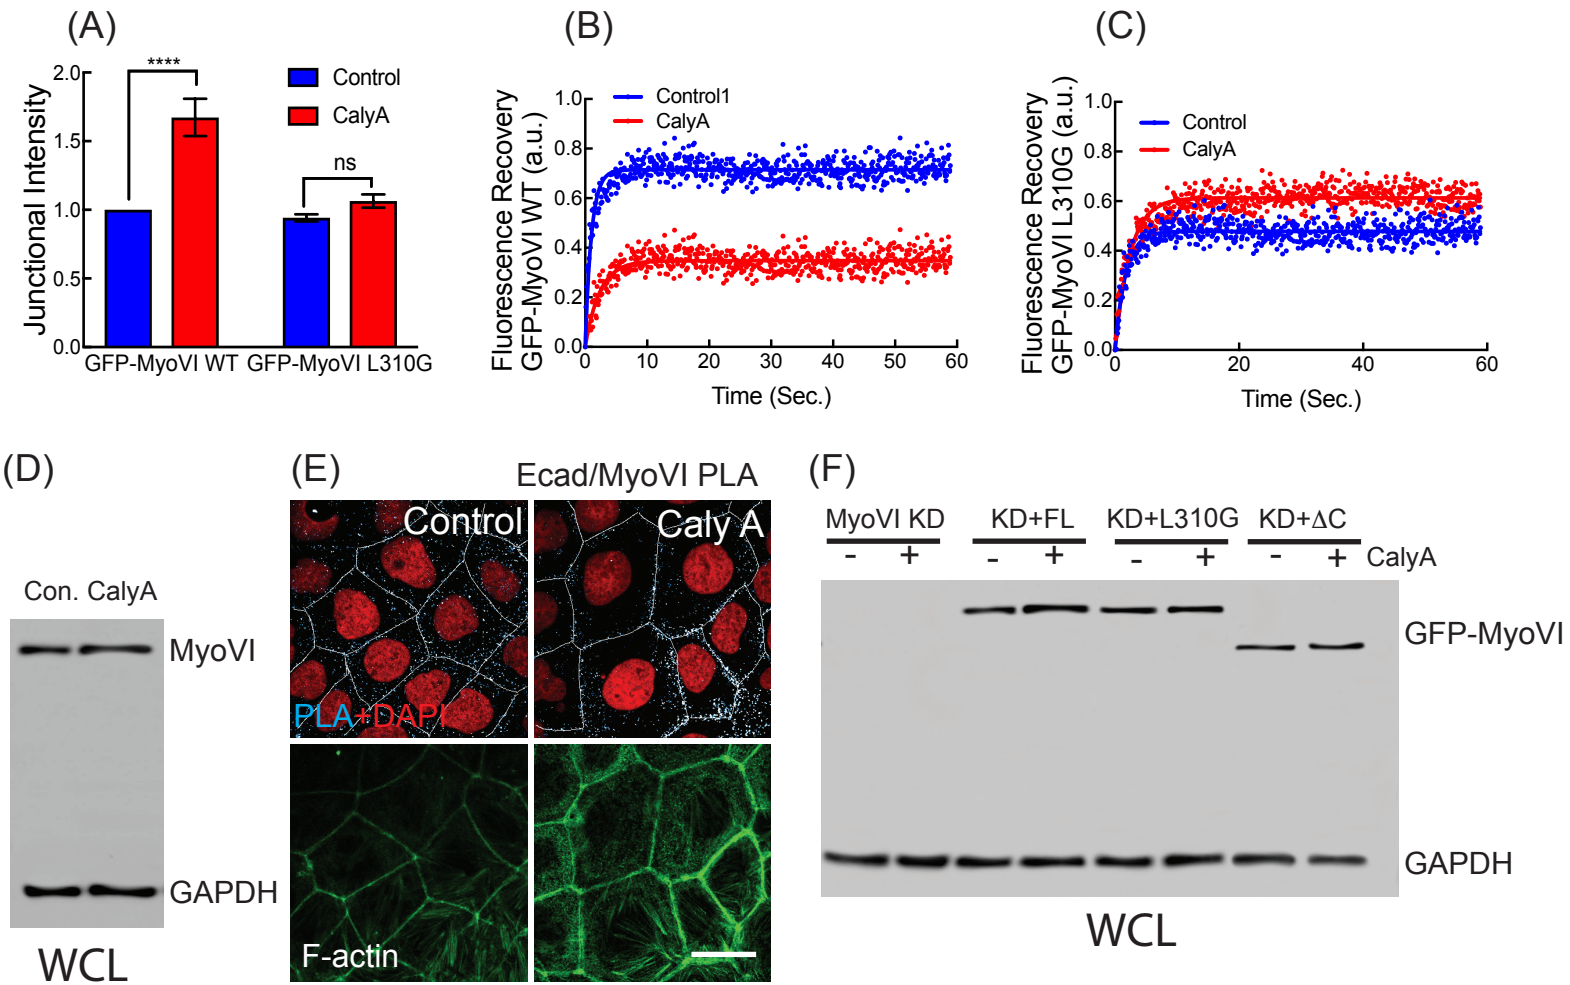 (A)
Junctional Intensity
2.0
1.5
1.0
0.5
0.0
****
ns
Control
CalyA
GFP-MyoVI WT
GFP-MyoVI L310G
(B)
Fluorescence Recovery
GFP-MyoVI WT (a.u.)
1.0
0.8
0.6
0.4
0.2
0.0
Control1
CalyA
0 10 20 30 40 50 60
Time (Sec.)
(C)
Fluorescence Recovery
GFP-MyoVI L310G (a.u.)
1.0
0.8
0.6
0.4
0.2
0.0
Control
CalyA
0 20 40 60
Time (Sec.)
(D)
Con. CalyA
MyoVI
GAPDH
WCL
(E)
Ecad/MyoVI PLA
Control
Caly A
PLA+DAPI
F-actin
(F)
MyoVI KD KD+FL KD+L310G KD+ΔC
- + - + - + - + CalyA
GFP-MyoVI
GAPDH
WCL